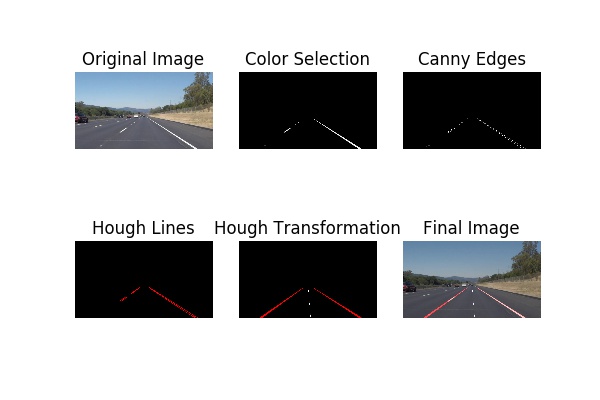 Original Image
Color Selection
Canny Edges
Hough Lines
Hough Transformation
Final Image